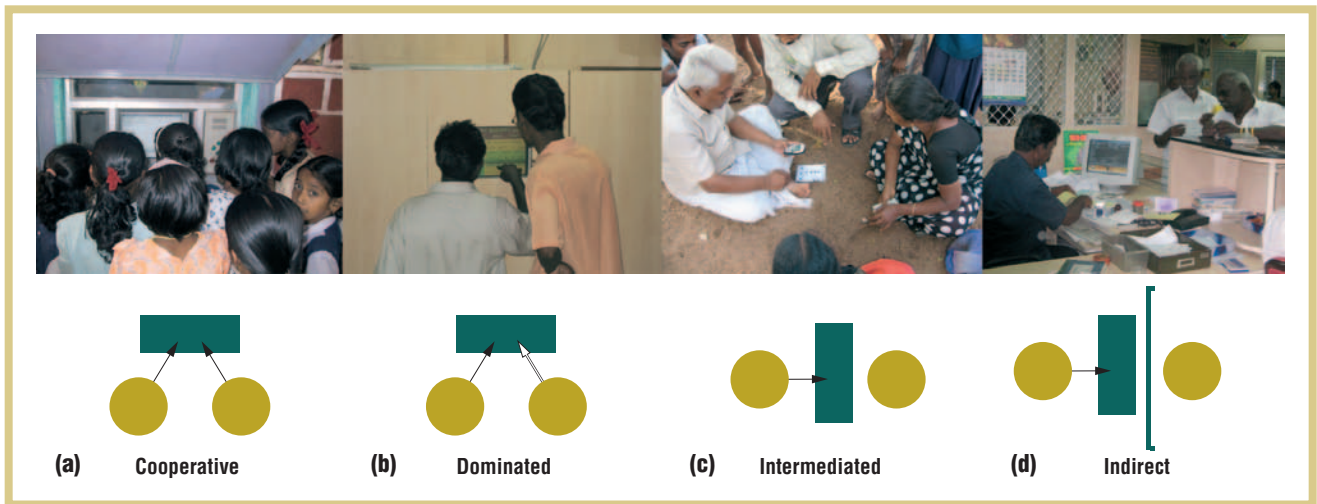 (a) Cooperative
(b) Dominated
(c) Intermediated
(d) Indirect